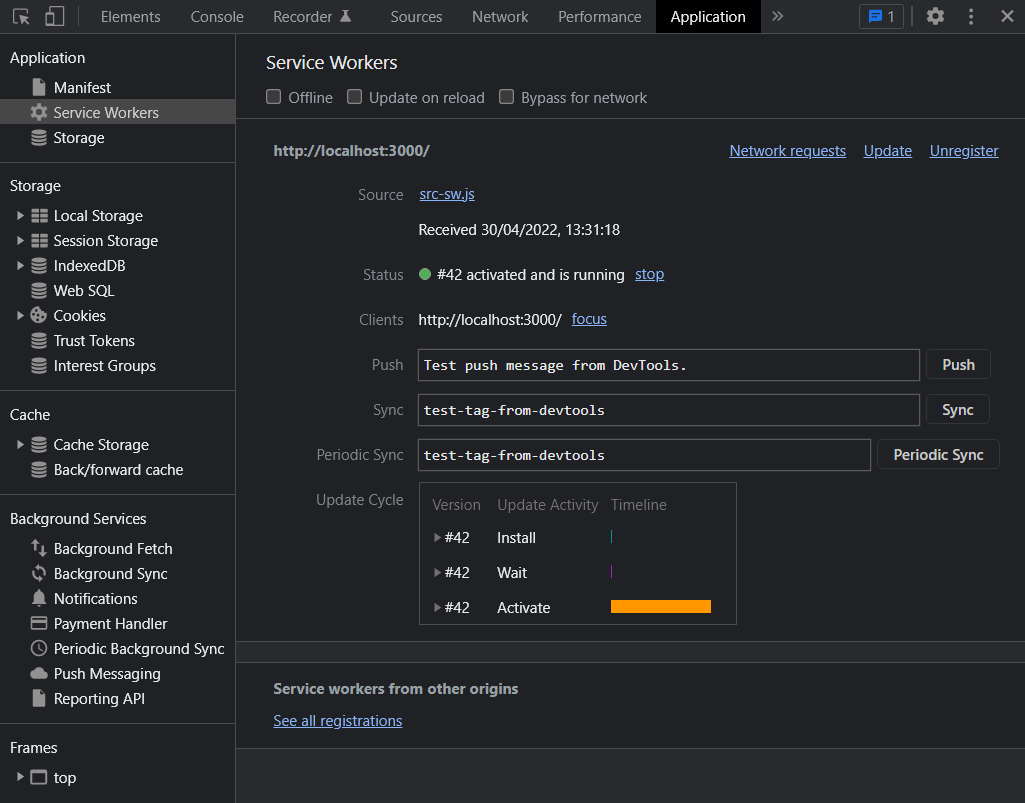 Elements Console Recorder Sources Network Performance Application 1
Application
Manifest
Service Workers
Storage
Storage
Local Storage
Session Storage
IndexedDB
Web SQL
Cookies
Trust Tokens
Interest Groups
Cache
Cache Storage
Back/forward cache
Background Services
Background Fetch
Background Sync
Notifications
Payment Handler
Periodic Background Sync
Push Messaging
Reporting API
Frames
top
Service Workers
Offline Update on reload Bypass for network
http://localhost:3000/ Network requests Update Unregister
Source src-sw.js
Received 30/04/2022, 13:31:18
Status #42 activated and is running stop
Clients http://localhost:3000/ focus
Push Test push message from DevTools. Push
Sync test-tag-from-devtools Sync
Periodic Sync test-tag-from-devtools Periodic Sync
Update Cycle Version Update Activity Timeline
#42 Install
#42 Wait
#42 Activate
Service workers from other origins
See all registrations